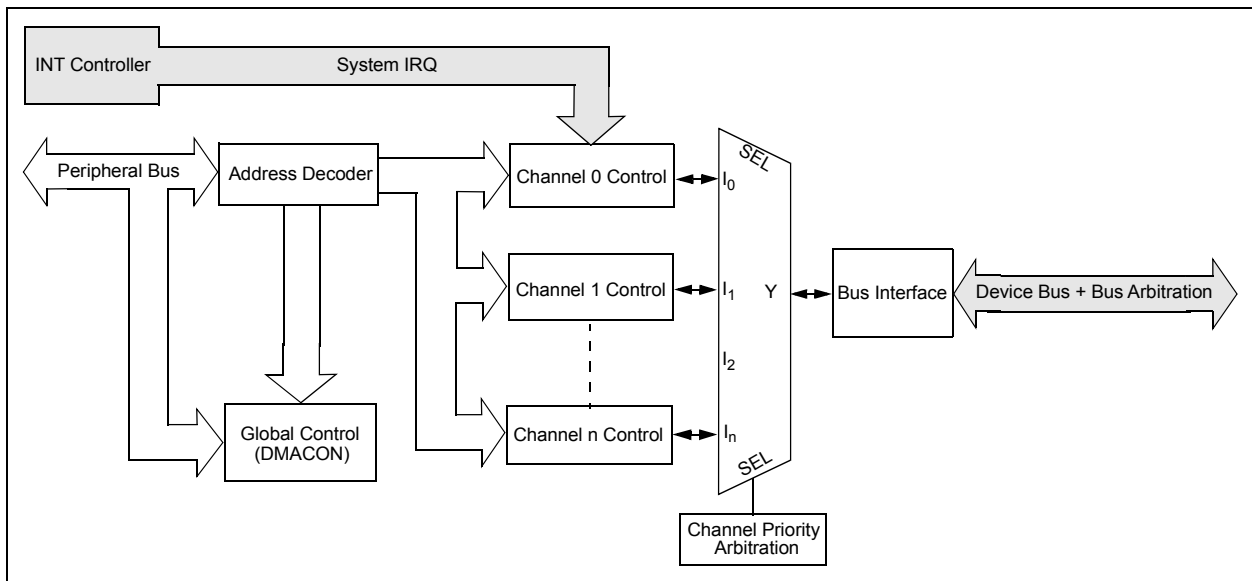 INT Controller
System IRQ
Peripheral Bus
Address Decoder
Channel 0 Control
SEL
I0
Channel 1 Control
I1
Y
Bus Interface
Device Bus + Bus Arbitration
I2
Global Control
(DMACON)
Channel n Control
In
SEL
Channel Priority
Arbitration